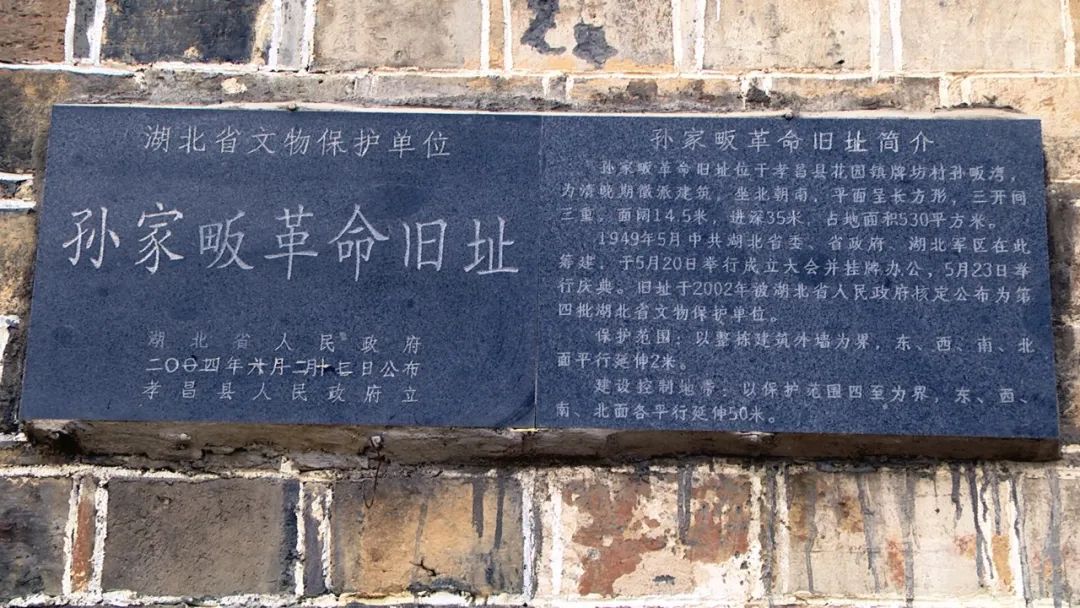 湖北省文物保护单位
孙家畈革命旧址
湖北省人民政府
二〇〇四年六月二十三日公布
孝昌县人民政府立
孙家畈革命旧址简介
孙家畈革命旧址位于孝昌县花园镇牌坊村孙畈湾，
为清晚期徽派建筑，坐北朝南，平面呈长方形，三开间
三重。面阔14.5米，进深35米，占地面积530平方米。
1949年5月中共湖北省委、省政府、湖北军区在此
筹建，于5月20日举行成立大会并挂牌办公，5月23日举
行庆典。旧址于2002年被湖北省人民政府核定公布为第
四批湖北省文物保护单位。
保护范围：以整栋建筑外墙为界，东、西、南、北
面平行延伸2米。
建设控制地带：以保护范围四至为界，东、西、
南、北面各平行延伸50米。